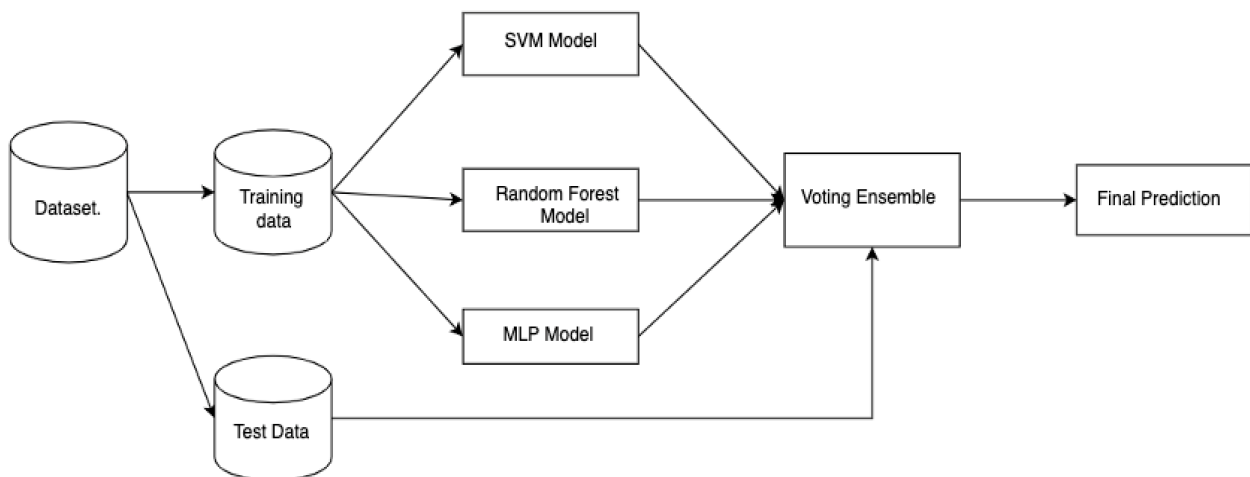 SVM Model
Dataset.
Training
data
Random Forest
Model
Voting Ensemble
Final Prediction
MLP Model
Test Data